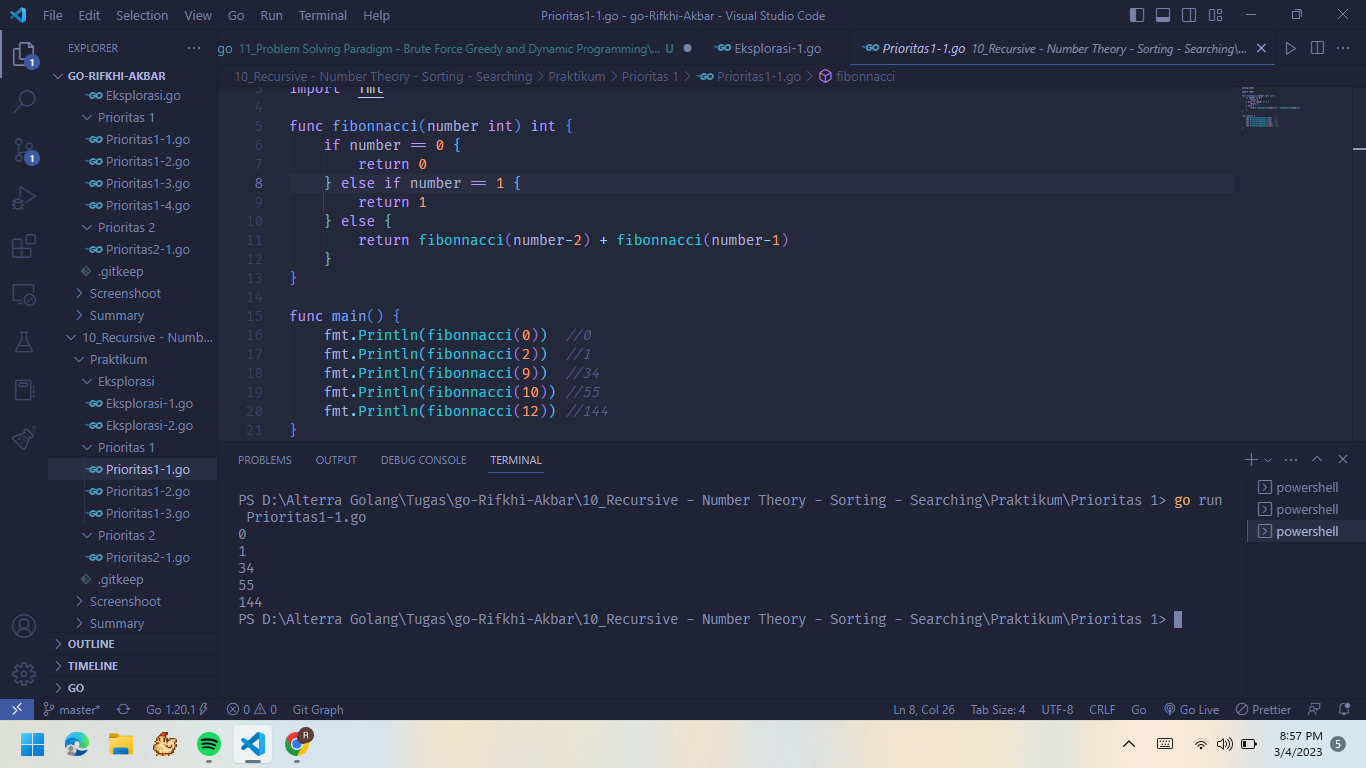 File Edit Selection View Go Run Terminal Help Prioritas1-1.go - go-Rifkhi-Akbar - Visual Studio Code
EXPLORER ···
GO-RIFKHI-AKBAR
Eksplorasi.go
Prioritas 1
Prioritas1-1.go
Prioritas1-2.go
Prioritas1-3.go
Prioritas1-4.go
Prioritas 2
Prioritas2-1.go
.gitkeep
Screenshoot
Summary
10_Recursive - Numb...
Praktikum
Eksplorasi
Eksplorasi-1.go
Eksplorasi-2.go
Prioritas 1
Prioritas1-1.go
Prioritas1-2.go
Prioritas1-3.go
Prioritas 2
Prioritas2-1.go
.gitkeep
Screenshoot
Summary
OUTLINE
TIMELINE
GO
go 11_Problem Solving Paradigm - Brute Force Greedy and Dynamic Programming\... U
GO Eksplorasi-1.go
GO Prioritas1-1.go 10_Recursive - Number Theory - Sorting - Searching\...
10_Recursive - Number Theory - Sorting - Searching > Praktikum > Prioritas 1 > Prioritas1-1.go > fibonnacci
3 import "fmt"
4
5 func fibonnacci(number int) int {
6 if number == 0 {
7 return 0
8 } else if number == 1 {
9 return 1
10 } else {
11 return fibonnacci(number-2) + fibonnacci(number-1)
12 }
13 }
14
15 func main() {
16 fmt.Println(fibonnacci(0)) //0
17 fmt.Println(fibonnacci(2)) //1
18 fmt.Println(fibonnacci(9)) //34
19 fmt.Println(fibonnacci(10)) //55
20 fmt.Println(fibonnacci(12)) //144
21 }
PROBLEMS OUTPUT DEBUG CONSOLE TERMINAL
PS D:\Alterra Golang\Tugas\go-Rifkhi-Akbar\10_Recursive - Number Theory - Sorting - Searching\Praktikum\Prioritas 1> go run
Prioritas1-1.go
0
1
34
55
144
PS D:\Alterra Golang\Tugas\go-Rifkhi-Akbar\10_Recursive - Number Theory - Sorting - Searching\Praktikum\Prioritas 1>
powershell
powershell
powershell
master* Go 1.20.1 0 0 Git Graph Ln 8, Col 26 Tab Size: 4 UTF-8 CRLF Go Go Live Prettier
R
8:57 PM
3/4/2023 5